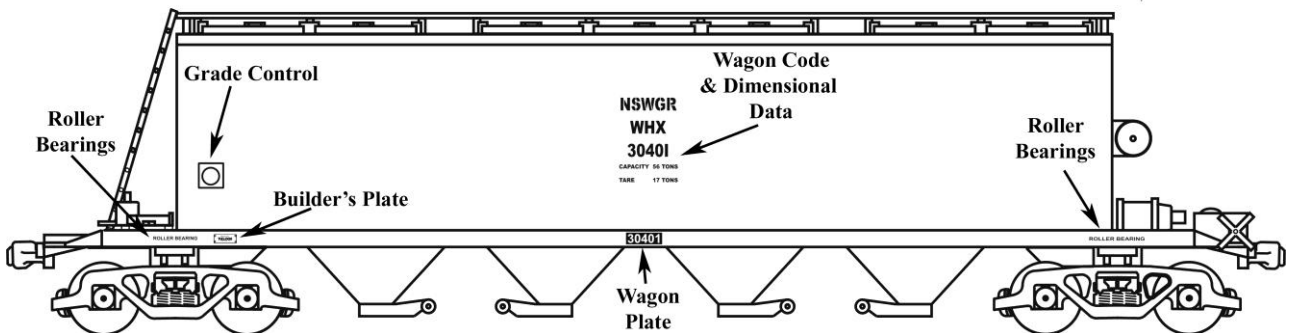 Grade Control
Wagon Code
& Dimensional
Data
NSWGR
WHX
30401
CAPACITY 56 TONS
TARE 17 TONS
Roller
Bearings
Roller
Bearings
Builder's Plate
ROLLER BEARING
30401
ROLLER BEARING
Wagon
Plate